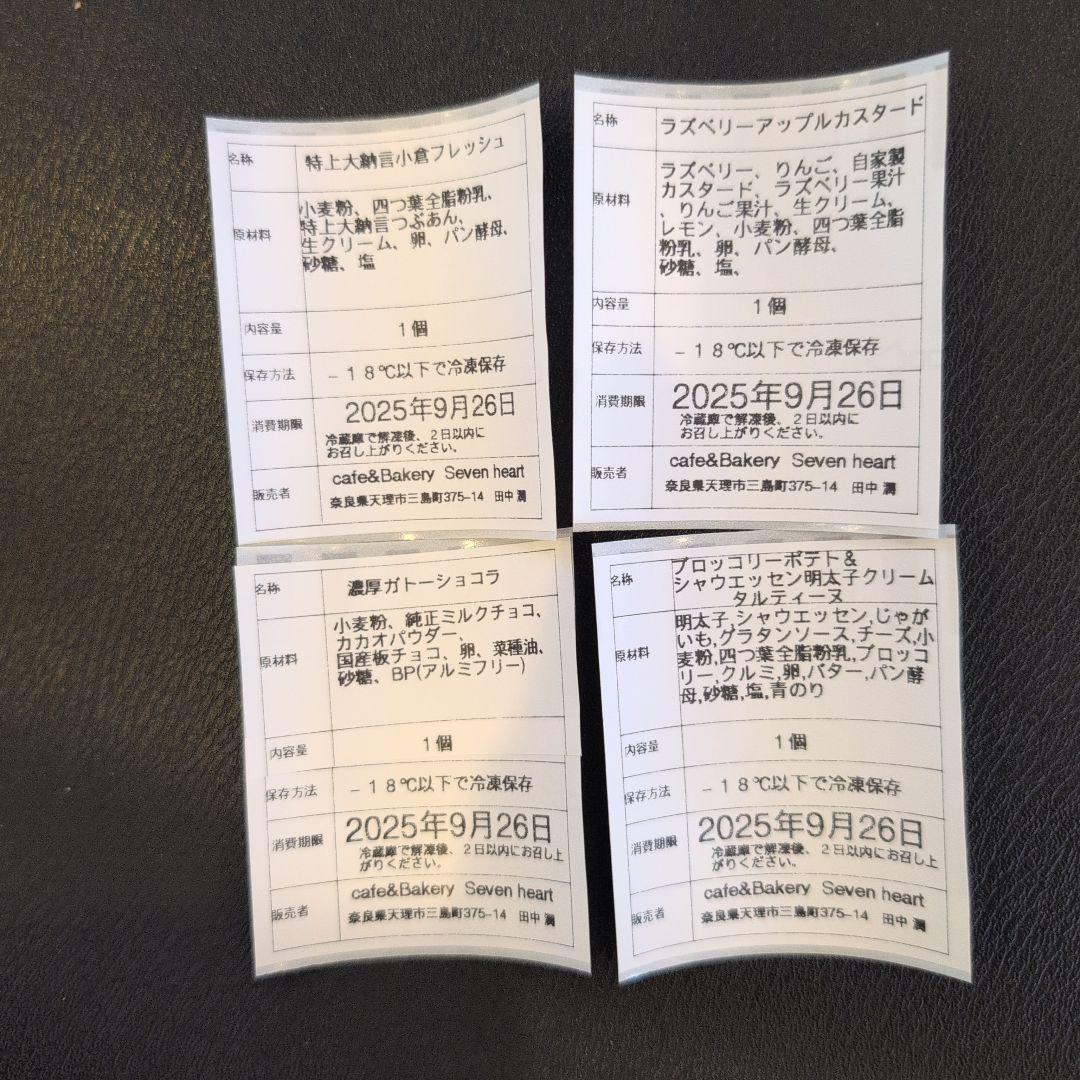 名称 特上大納言小倉フレッシュ
原材料 小麦粉、四つ葉全脂粉乳、
特上大納言つぶあん、
生クリーム、卵、パン酵母、
砂糖、塩
内容量 1個
保存方法 －18℃以下で冷凍保存
消費期限 2025年9月26日
冷蔵庫で解凍後、2日以内に
お召し上がりください。
販売者 cafe&Bakery Seven heart
奈良県天理市三島町375-14 田中 潤
名称 ラズベリーアップルカスタード
原材料 ラズベリー、りんご、自家製
カスタード、ラズベリー果汁
、りんご果汁、生クリーム、
レモン、小麦粉、四つ葉全脂
粉乳、卵、パン酵母、
砂糖、塩、
内容量 1個
保存方法 －18℃以下で冷凍保存
消費期限 2025年9月26日
冷蔵庫で解凍後、2日以内に
お召し上がりください。
販売者 cafe&Bakery Seven heart
奈良県天理市三島町375-14 田中 潤
名称 濃厚ガトーショコラ
原材料 小麦粉、純正ミルクチョコ、
カカオパウダー、
国産板チョコ、卵、菜種油、
砂糖、BP(アルミフリー)
内容量 1個
保存方法 －18℃以下で冷凍保存
消費期限 2025年9月26日
冷蔵庫で解凍後、2日以内にお召し上
がりください。
販売者 cafe&Bakery Seven heart
奈良県天理市三島町375-14 田中 潤
名称 ブロッコリーポテト＆
シャウエッセン明太子クリーム
タルティーヌ
原材料 明太子,シャウエッセン,じゃが
いも,グラタンソース,チーズ,小
麦粉,四つ葉全脂粉乳,ブロッコ
リー,クルミ,卵,バター,パン酵
母,砂糖,塩,青のり
内容量 1個
保存方法 －18℃以下で冷凍保存
消費期限 2025年9月26日
冷蔵庫で解凍後、2日以内にお召し上
がりください。
販売者 cafe&Bakery Seven heart
奈良県天理市三島町375-14 田中 潤